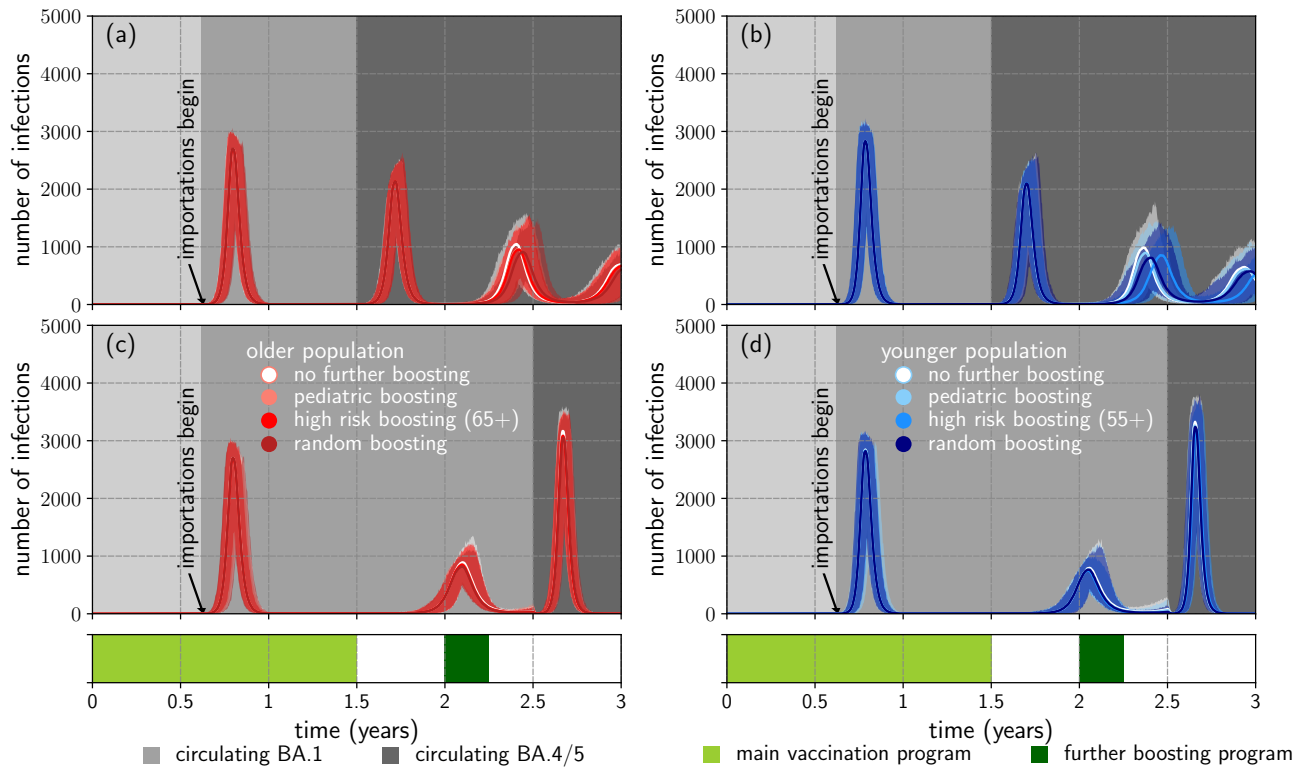 (a)
5000
4000
3000
2000
1000
0
number of infections
importations begin
(b)
5000
4000
3000
2000
1000
0
number of infections
importations begin
(c)
5000
4000
3000
2000
1000
0
number of infections
importations begin
older population
no further boosting
pediatric boosting
high risk boosting (65+)
random boosting
(d)
5000
4000
3000
2000
1000
0
number of infections
importations begin
younger population
no further boosting
pediatric boosting
high risk boosting (55+)
random boosting
0 0.5 1 1.5 2 2.5 3
time (years)
0 0.5 1 1.5 2 2.5 3
time (years)
circulating BA.1 circulating BA.4/5 main vaccination program further boosting program